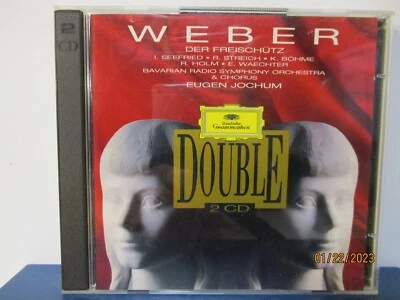 2
CD
WEBER
DER FREISCHÜTZ
I. SEEFRIED • R. STREICH • K. BÖHME
R. HOLM • E. WAECHTER
BAVARIAN RADIO SYMPHONY ORCHESTRA
& CHORUS
EUGEN JOCHUM
Deutsche
Grammophon
DOUBLE
2 CD
01/22/2023